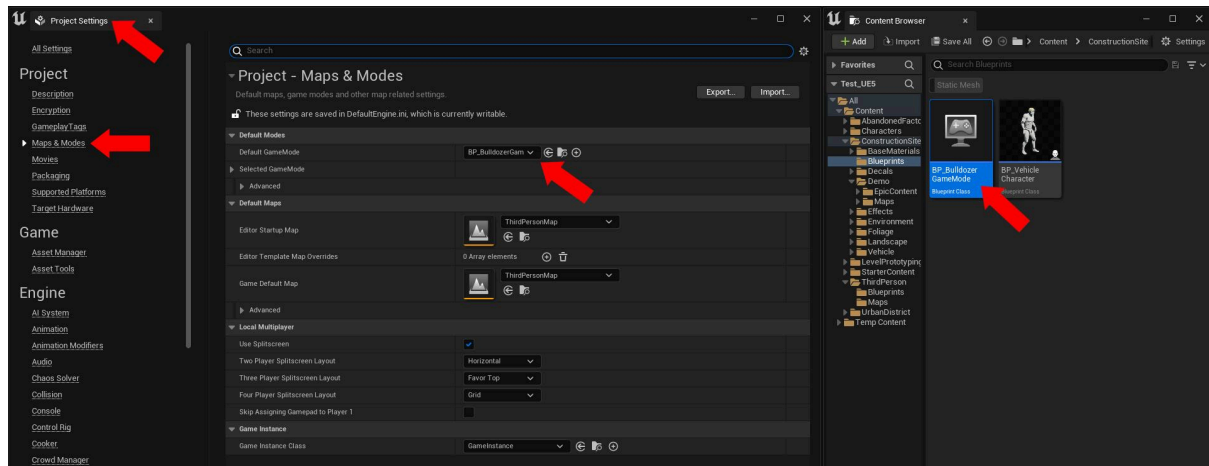 Project Settings
All Settings
Project
Description
Encryption
GameplayTags
Maps & Modes
Movies
Packaging
Supported Platforms
Target Hardware
Game
Asset Manager
Asset Tools
Engine
AI System
Animation
Animation Modifiers
Audio
Chaos Solver
Collision
Console
Control Rig
Cooker
Crowd Manager
Search
Project - Maps & Modes
Default maps, game modes and other map related settings.
Export...
Import...
These settings are saved in DefaultEngine.ini, which is currently writable.
Default Modes
Default GameMode
BP_BulldozerGam
Selected GameMode
Advanced
Default Maps
Editor Startup Map
ThirdPersonMap
Editor Template Map Overrides
0 Array elements
Game Default Map
ThirdPersonMap
Advanced
Local Multiplayer
Use Splitscreen
Two Player Splitscreen Layout
Horizontal
Three Player Splitscreen Layout
Favor Top
Four Player Splitscreen Layout
Grid
Skip Assigning Gamepad to Player 1
Game Instance
Game Instance Class
GameInstance
Content Browser
Add
Import
Save All
Content
ConstructionSite
Settings
Favorites
Search Blueprints
Test_UE5
Static Mesh
All
Content
AbandonedFacto
Characters
ConstructionSite
BaseMaterials
Blueprints
Decals
Demo
EpicContent
Maps
Effects
Environment
Foliage
Landscape
Vehicle
LevelPrototyping
StarterContent
ThirdPerson
Blueprints
Maps
UrbanDistrict
Temp Content
BP_Bulldozer
GameMode
Blueprint Class
BP_Vehicle
Character
Blueprint Class